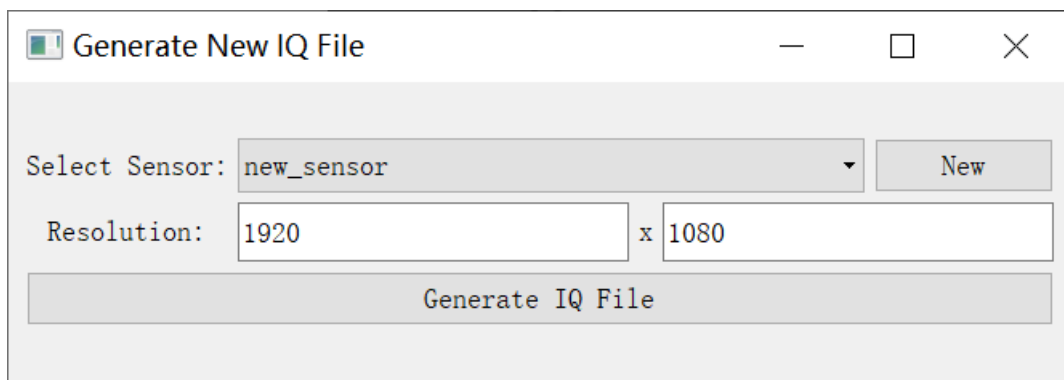 Generate New IQ File
Select Sensor: new_sensor New
Resolution: 1920 x 1080
Generate IQ File